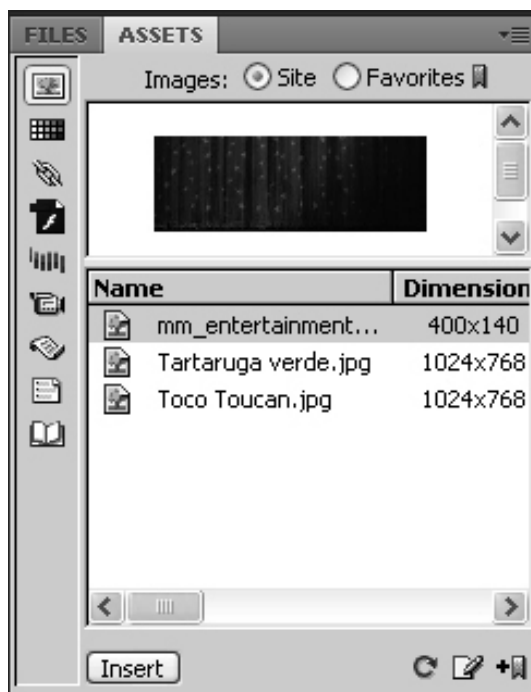 FILES ASSETS
Images: Site Favorites
Name Dimension
mm_entertainment... 400x140
Tartaruga verde.jpg 1024x768
Toco Toucan.jpg 1024x768
Insert